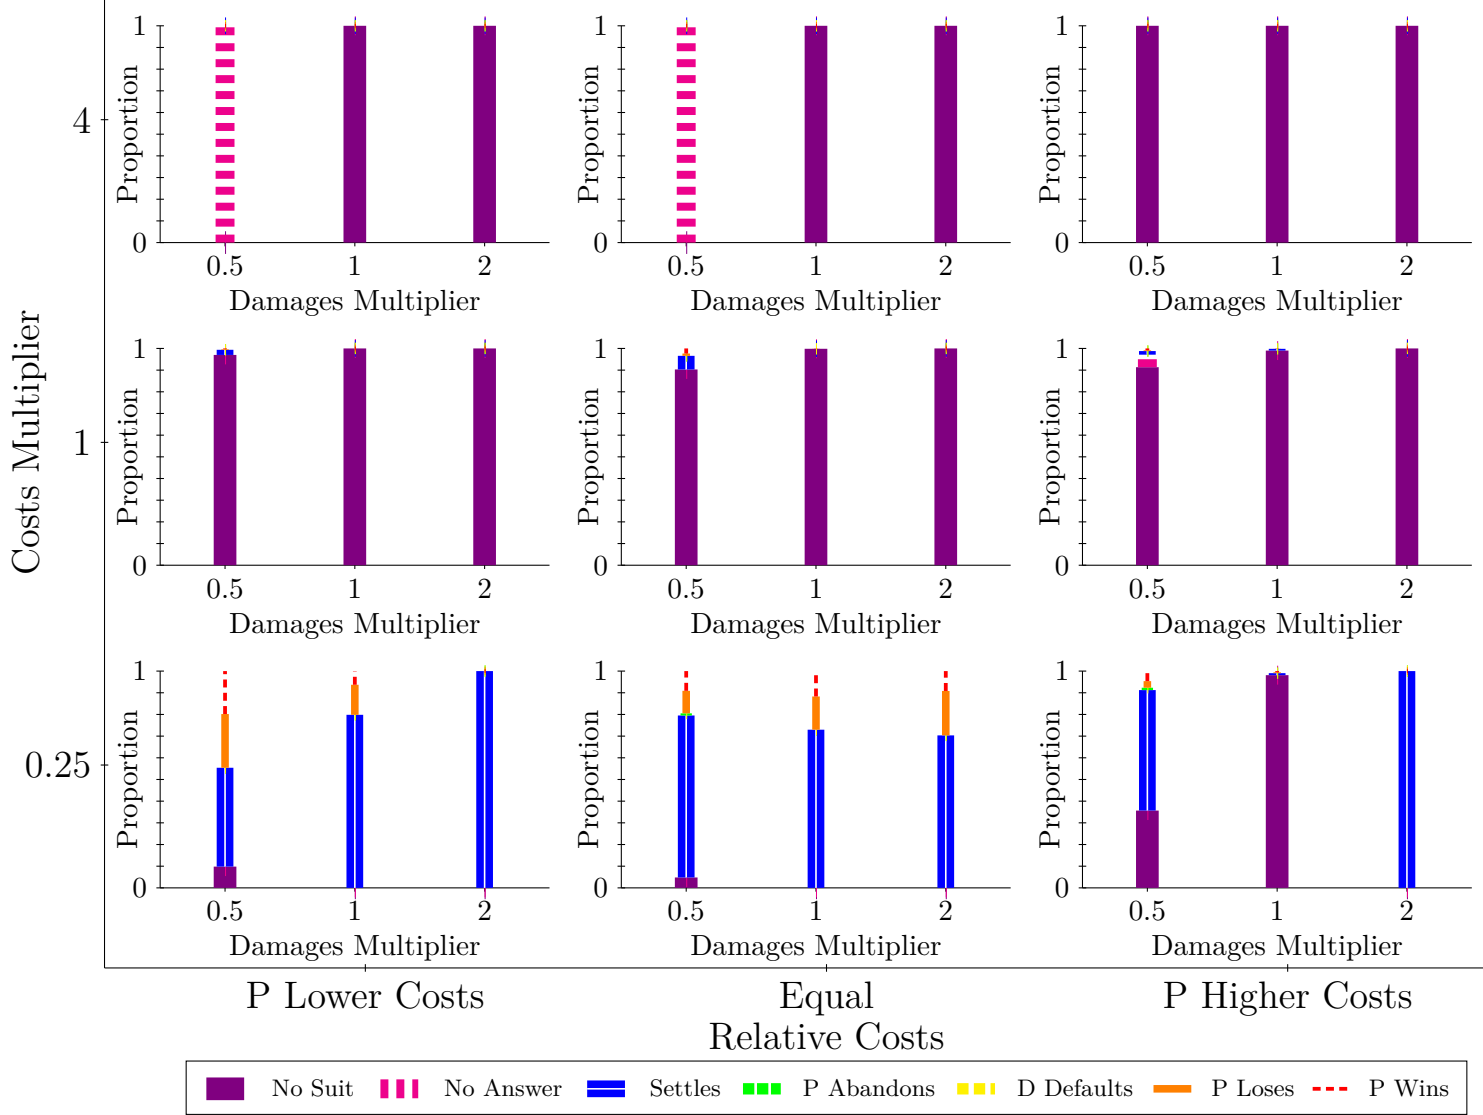 1
1
1
Proportion
Proportion
Proportion
4
0
0
0
0.5 1 2
0.5 1 2
0.5 1 2
Damages Multiplier
Damages Multiplier
Damages Multiplier
Costs Multiplier
1
1
1
Proportion
Proportion
Proportion
1
0
0
0
0.5 1 2
0.5 1 2
0.5 1 2
Damages Multiplier
Damages Multiplier
Damages Multiplier
1
1
1
Proportion
Proportion
Proportion
0.25
0
0
0
0.5 1 2
0.5 1 2
0.5 1 2
Damages Multiplier
Damages Multiplier
Damages Multiplier
P Lower Costs
Equal
P Higher Costs
Relative Costs
No Suit
No Answer
Settles
P Abandons
D Defaults
P Loses
P Wins